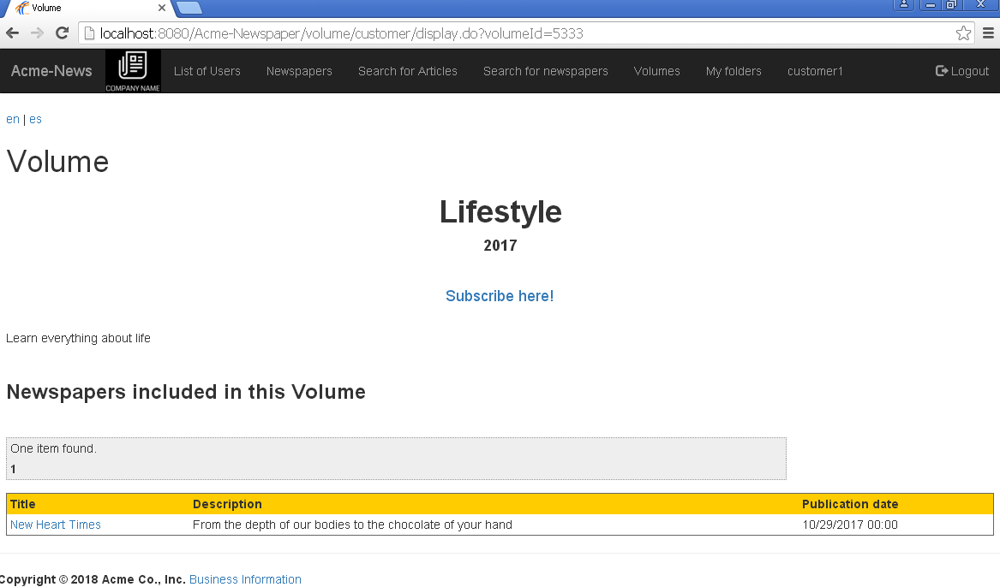 Volume
localhost:8080/Acme-Newspaper/volume/customer/display.do?volumeId=5333
Acme-News COMPANY NAME List of Users Newspapers Search for Articles Search for newspapers Volumes My folders customer1 Logout
en | es
Volume
Lifestyle
2017
Subscribe here!
Learn everything about life
Newspapers included in this Volume
One item found.
1
Title Description Publication date
New Heart Times From the depth of our bodies to the chocolate of your hand 10/29/2017 00:00
Copyright © 2018 Acme Co., Inc. Business Information